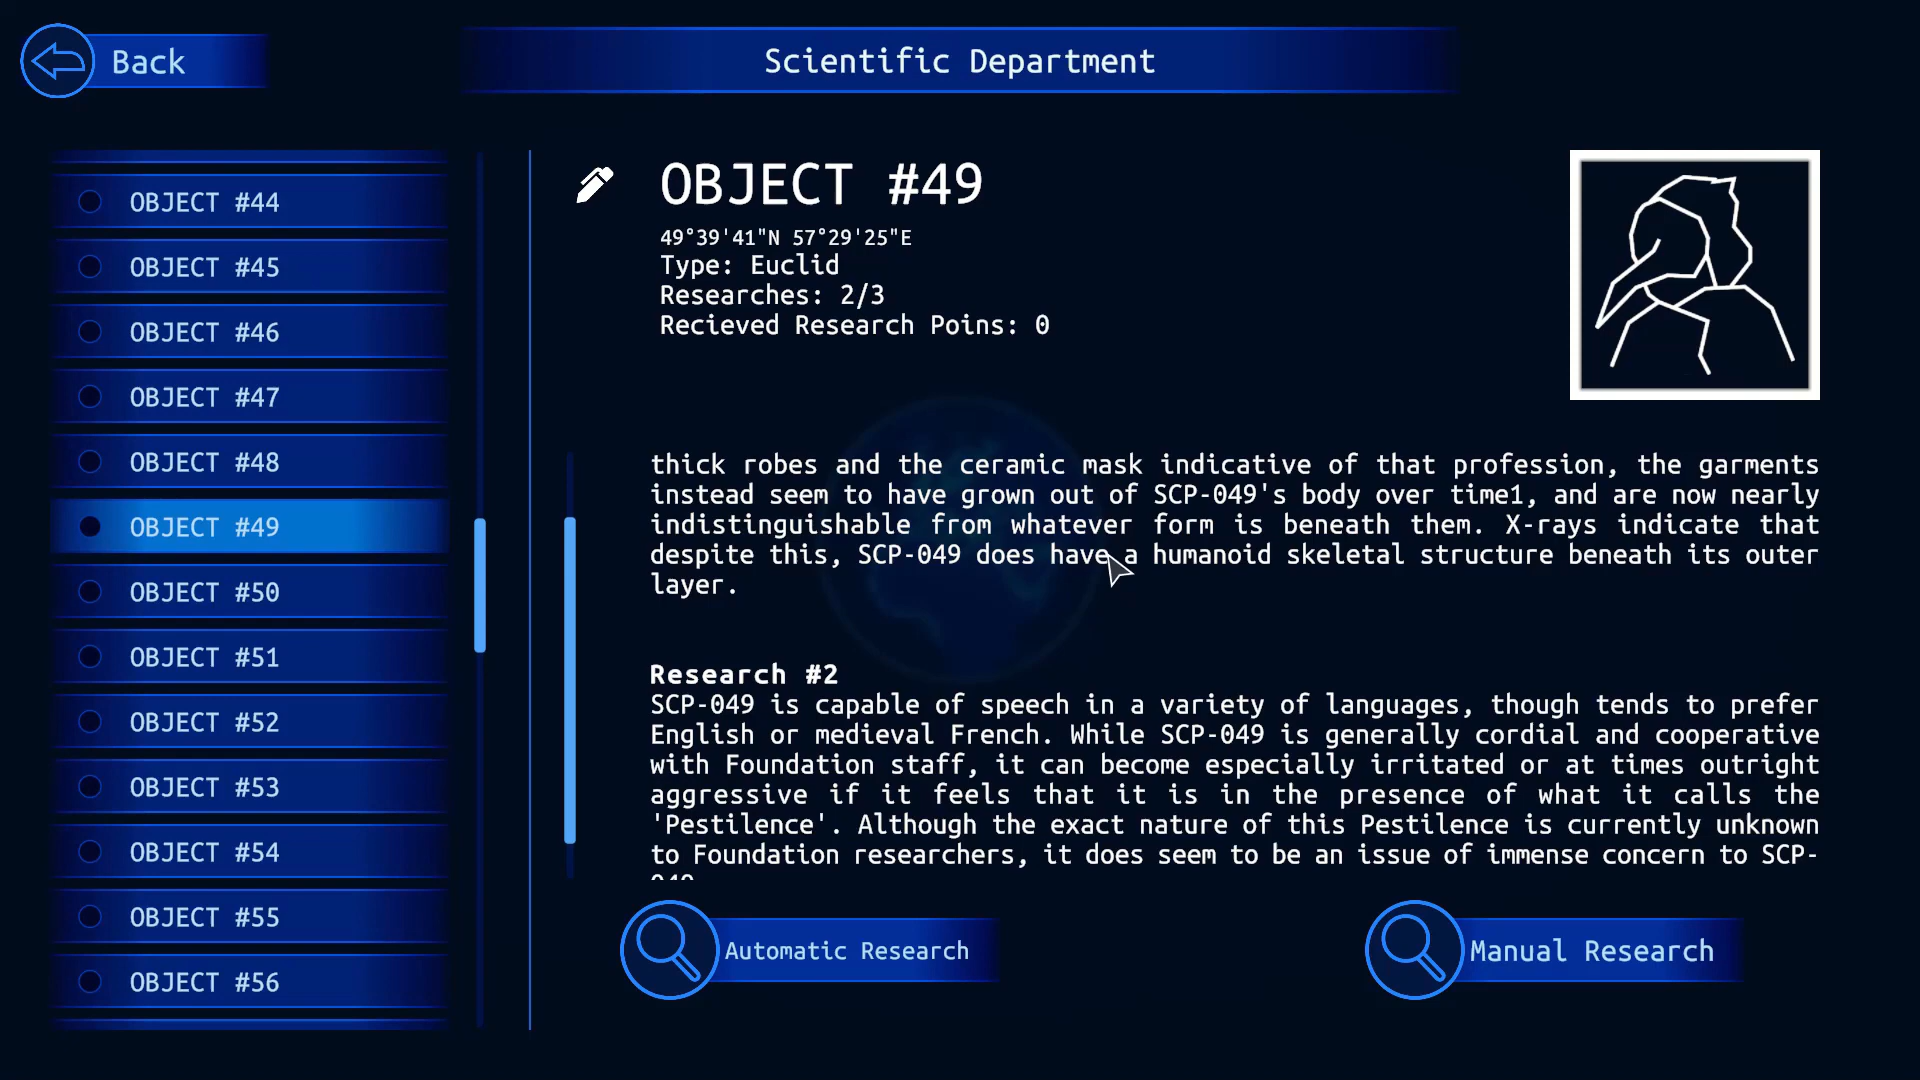 Back
Scientific Department
OBJECT #44
OBJECT #45
OBJECT #46
OBJECT #47
OBJECT #48
OBJECT #49
OBJECT #50
OBJECT #51
OBJECT #52
OBJECT #53
OBJECT #54
OBJECT #55
OBJECT #56
OBJECT #49
49°39'41"N 57°29'25"E
Type: Euclid
Researches: 2/3
Recieved Research Poins: 0
thick robes and the ceramic mask indicative of that profession, the garments
instead seem to have grown out of SCP-049's body over time1, and are now nearly
indistinguishable from whatever form is beneath them. X-rays indicate that
despite this, SCP-049 does have a humanoid skeletal structure beneath its outer
layer.
Research #2
SCP-049 is capable of speech in a variety of languages, though tends to prefer
English or medieval French. While SCP-049 is generally cordial and cooperative
with Foundation staff, it can become especially irritated or at times outright
aggressive if it feels that it is in the presence of what it calls the
'Pestilence'. Although the exact nature of this Pestilence is currently unknown
to Foundation researchers, it does seem to be an issue of immense concern to SCP-
Automatic Research
Manual Research